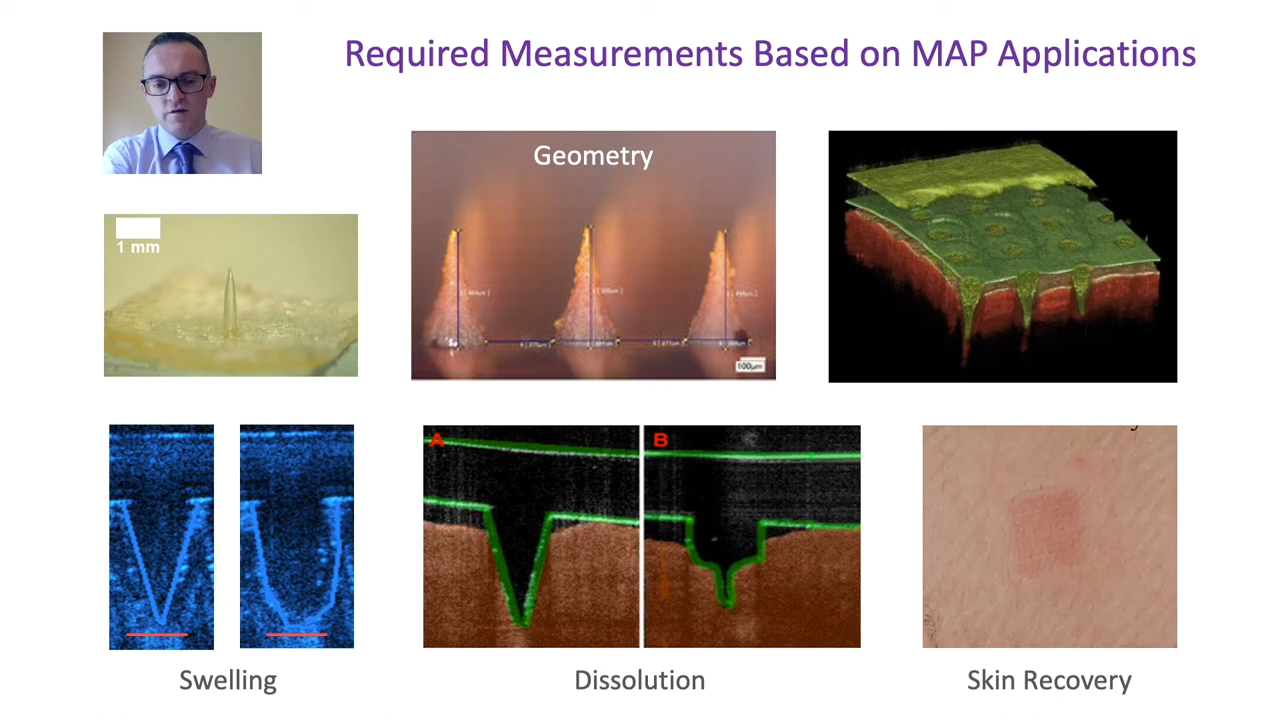 Required Measurements Based on MAP Applications
Geometry
1 mm
100µm
A
B
Swelling
Dissolution
Skin Recovery